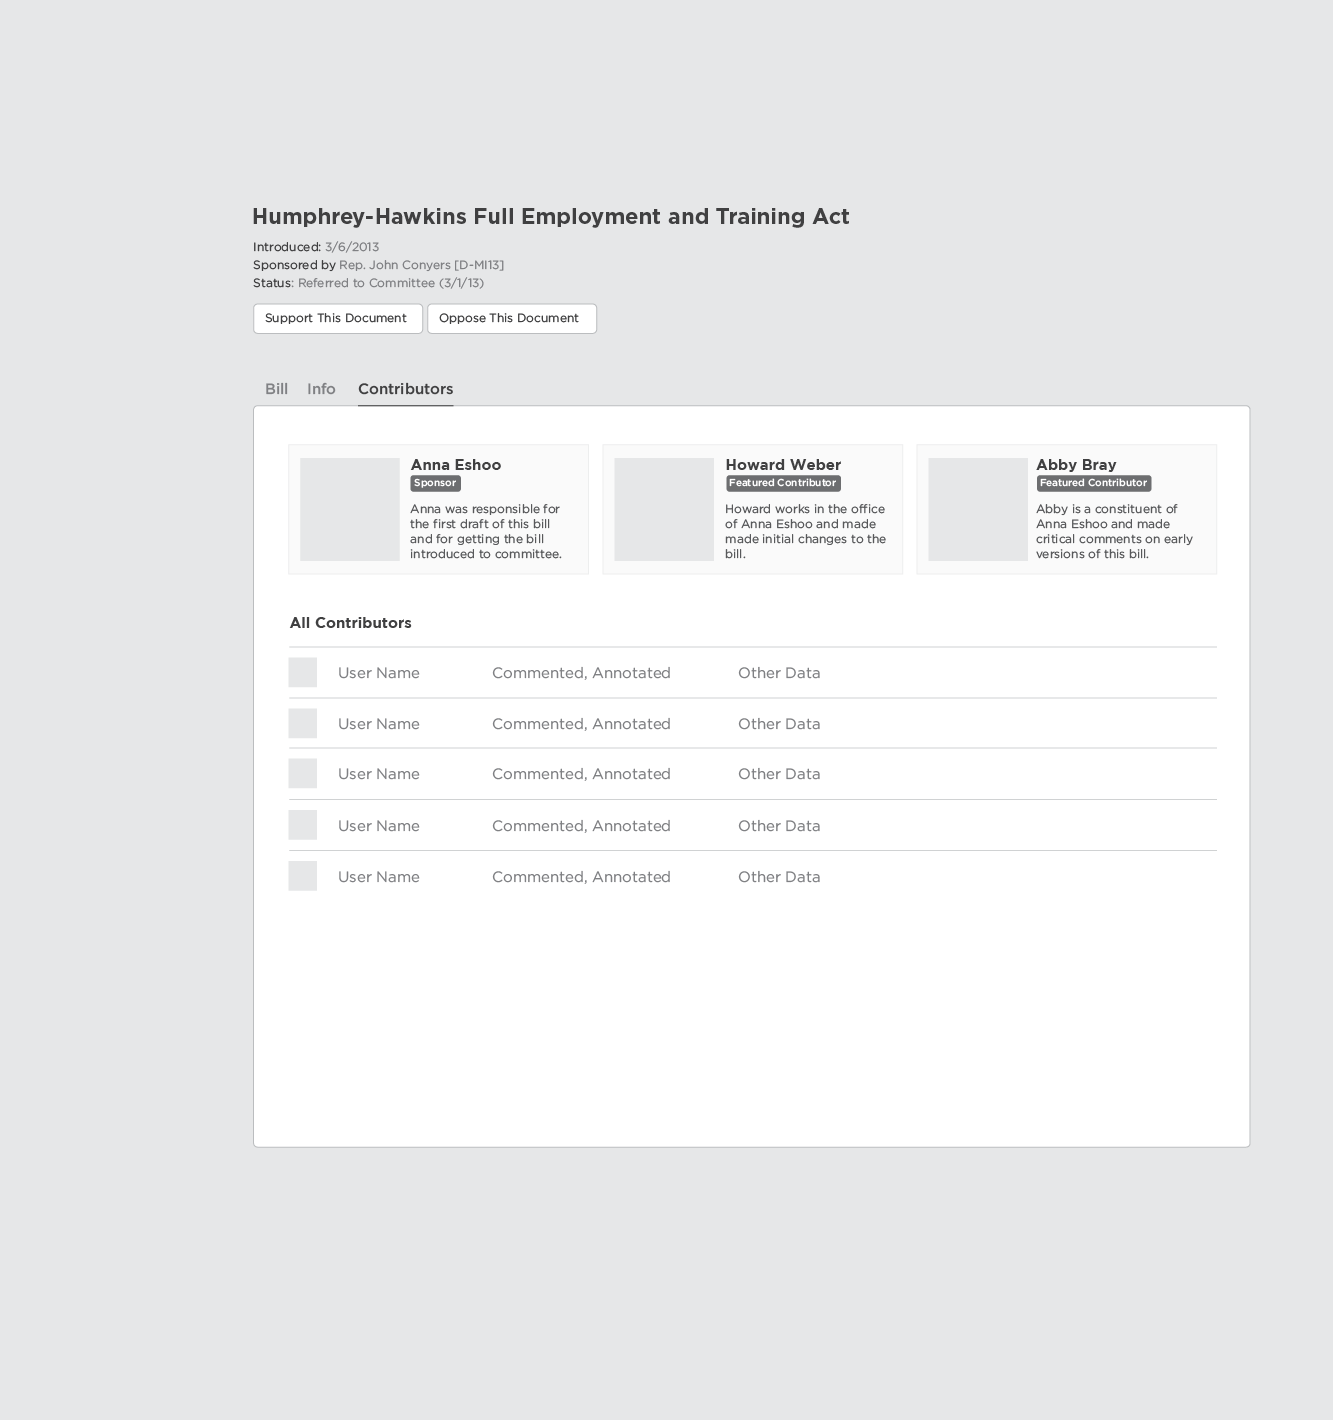 Humphrey-Hawkins Full Employment and Training Act
Introduced: 3/6/2013
Sponsored by Rep. John Conyers [D-MI13]
Status: Referred to Committee (3/1/13)
Support This Document
Oppose This Document
Bill Info Contributors
Anna Eshoo
Sponsor
Anna was responsible for
the first draft of this bill
and for getting the bill
introduced to committee.
Howard Weber
Featured Contributor
Howard works in the office
of Anna Eshoo and made
made initial changes to the
bill.
Abby Bray
Featured Contributor
Abby is a constituent of
Anna Eshoo and made
critical comments on early
versions of this bill.
All Contributors
User Name Commented, Annotated Other Data
User Name Commented, Annotated Other Data
User Name Commented, Annotated Other Data
User Name Commented, Annotated Other Data
User Name Commented, Annotated Other Data